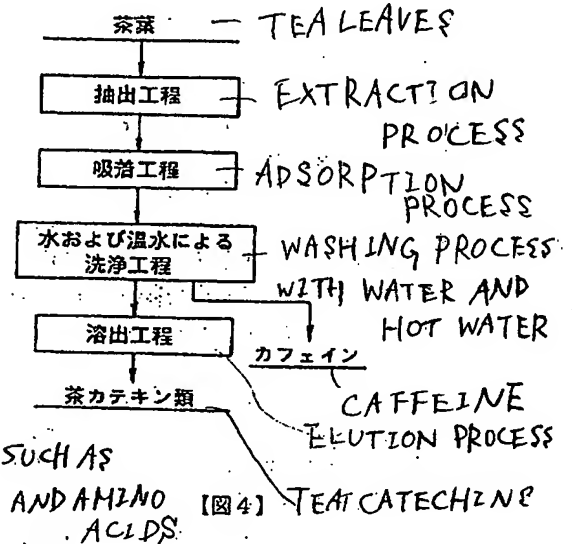 茶葉
TEA LEAVES
抽出工程
EXTRACTION
PROCESS
吸着工程
ADSORPTION
PROCESS
水および温水による
洗浄工程
WASHING PROCESS
WITH WATER AND
HOT WATER
溶出工程
カフェイン
CAFFEINE
ELUTION PROCESS
茶カテキン類
SUCH AS
AND AMINO
ACIDS
【図4】
TEA CATECHINE